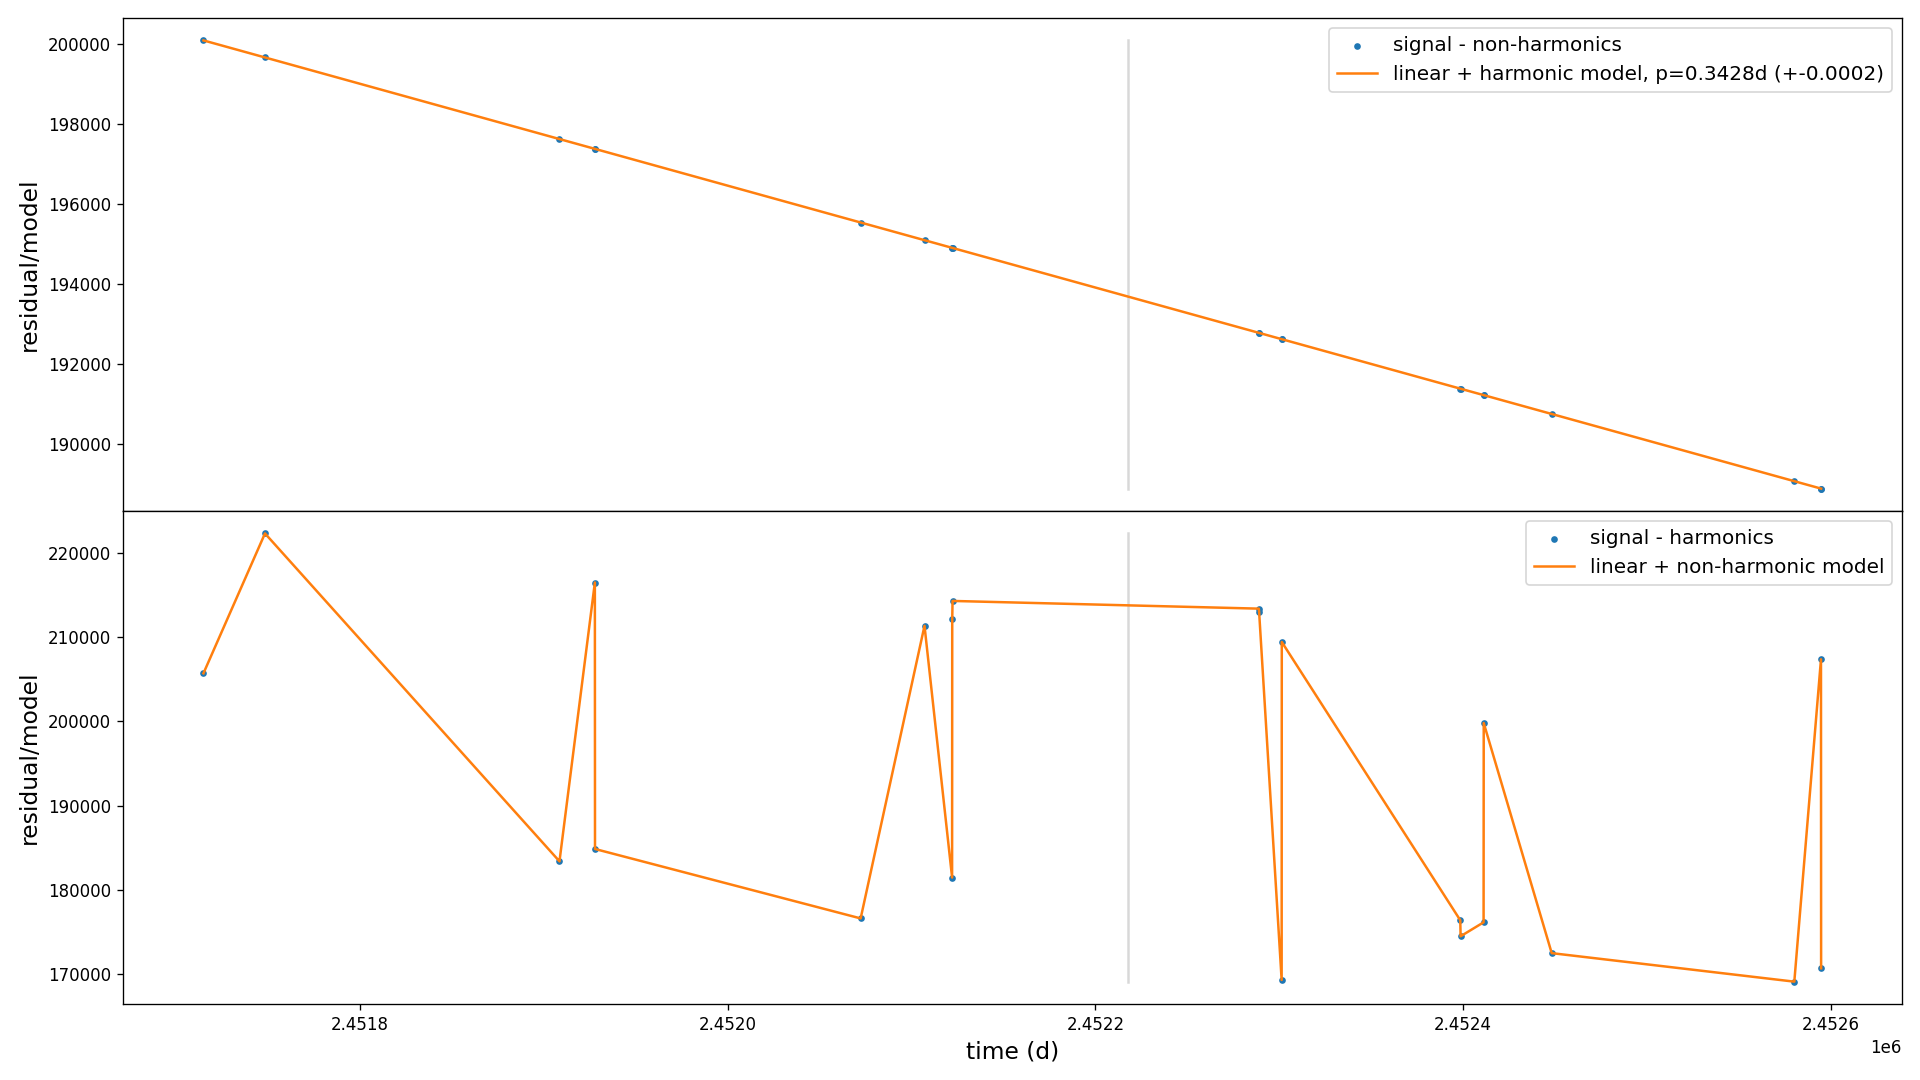 200000
198000
196000
194000
192000
190000
residual/model
signal - non-harmonics
linear + harmonic model, p=0.3428d (+-0.0002)
220000
210000
200000
190000
180000
170000
residual/model
signal - harmonics
linear + non-harmonic model
2.4518 2.4520 2.4522 2.4524 2.4526
1e6
time (d)